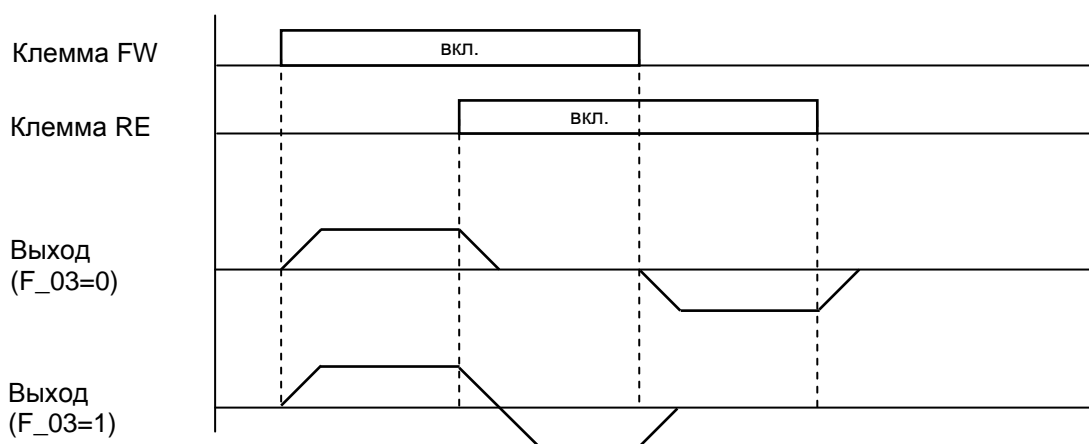 Клемма FW
вкл.
Клемма RE
вкл.
Выход
(F_03=0)
Выход
(F_03=1)